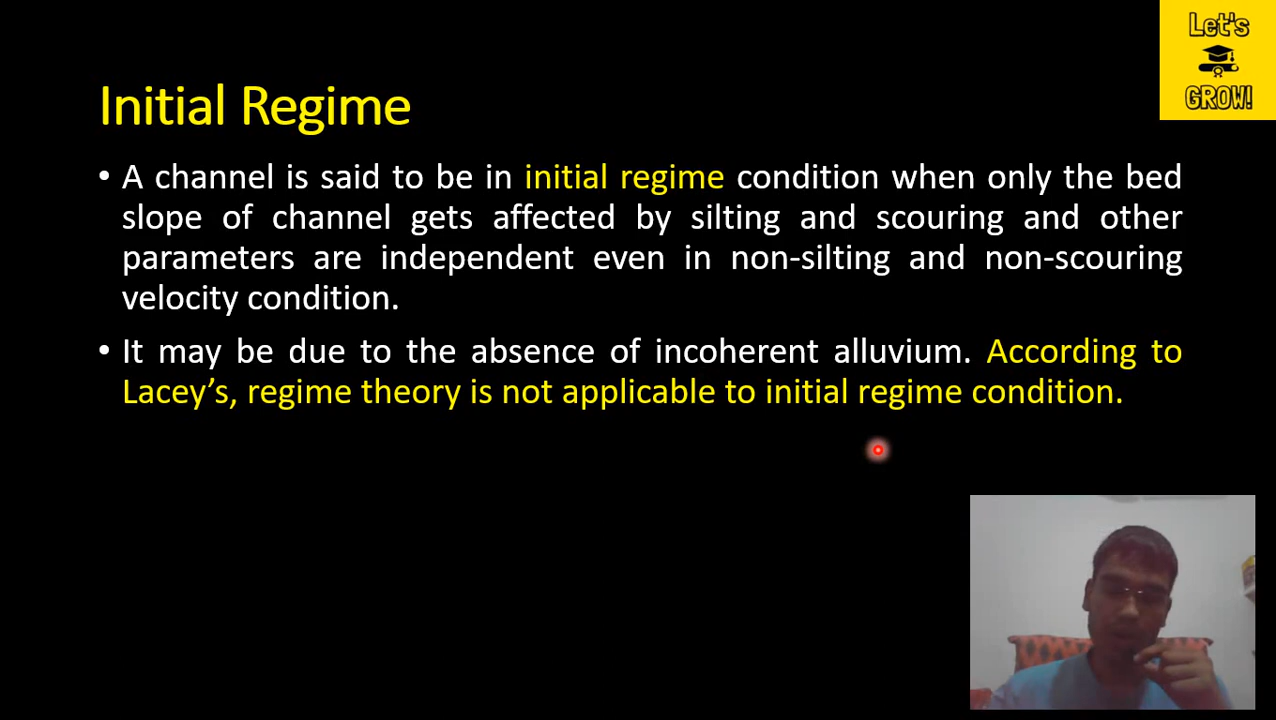 Let's
GROW!
Initial Regime
• A channel is said to be in initial regime condition when only the bed
slope of channel gets affected by silting and scouring and other
parameters are independent even in non-silting and non-scouring
velocity condition.
• It may be due to the absence of incoherent alluvium. According to
Lacey’s, regime theory is not applicable to initial regime condition.